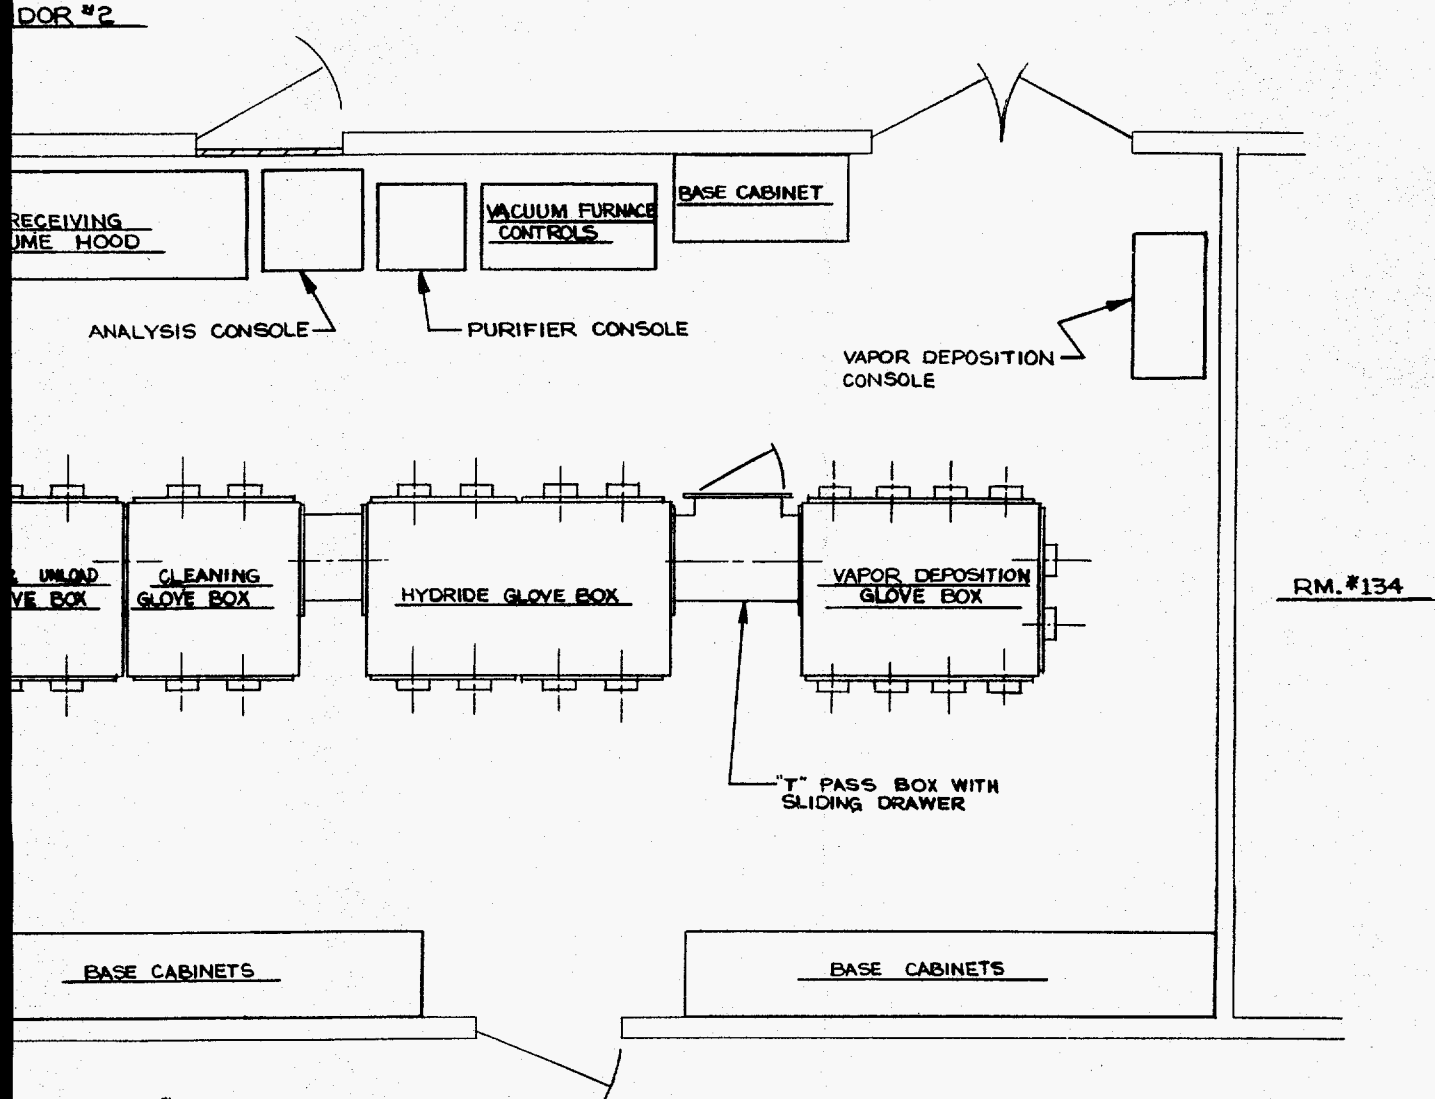 DOR #2
RECEIVING
UME HOOD
VACUUM FURNACE
CONTROLS
BASE CABINET
ANALYSIS CONSOLE
PURIFIER CONSOLE
VAPOR DEPOSITION
CONSOLE
& UNLOAD
VE BOX
CLEANING
GLOVE BOX
HYDRIDE GLOVE BOX
VAPOR DEPOSITION
GLOVE BOX
RM. #134
"T" PASS BOX WITH
SLIDING DRAWER
BASE CABINETS
BASE CABINETS